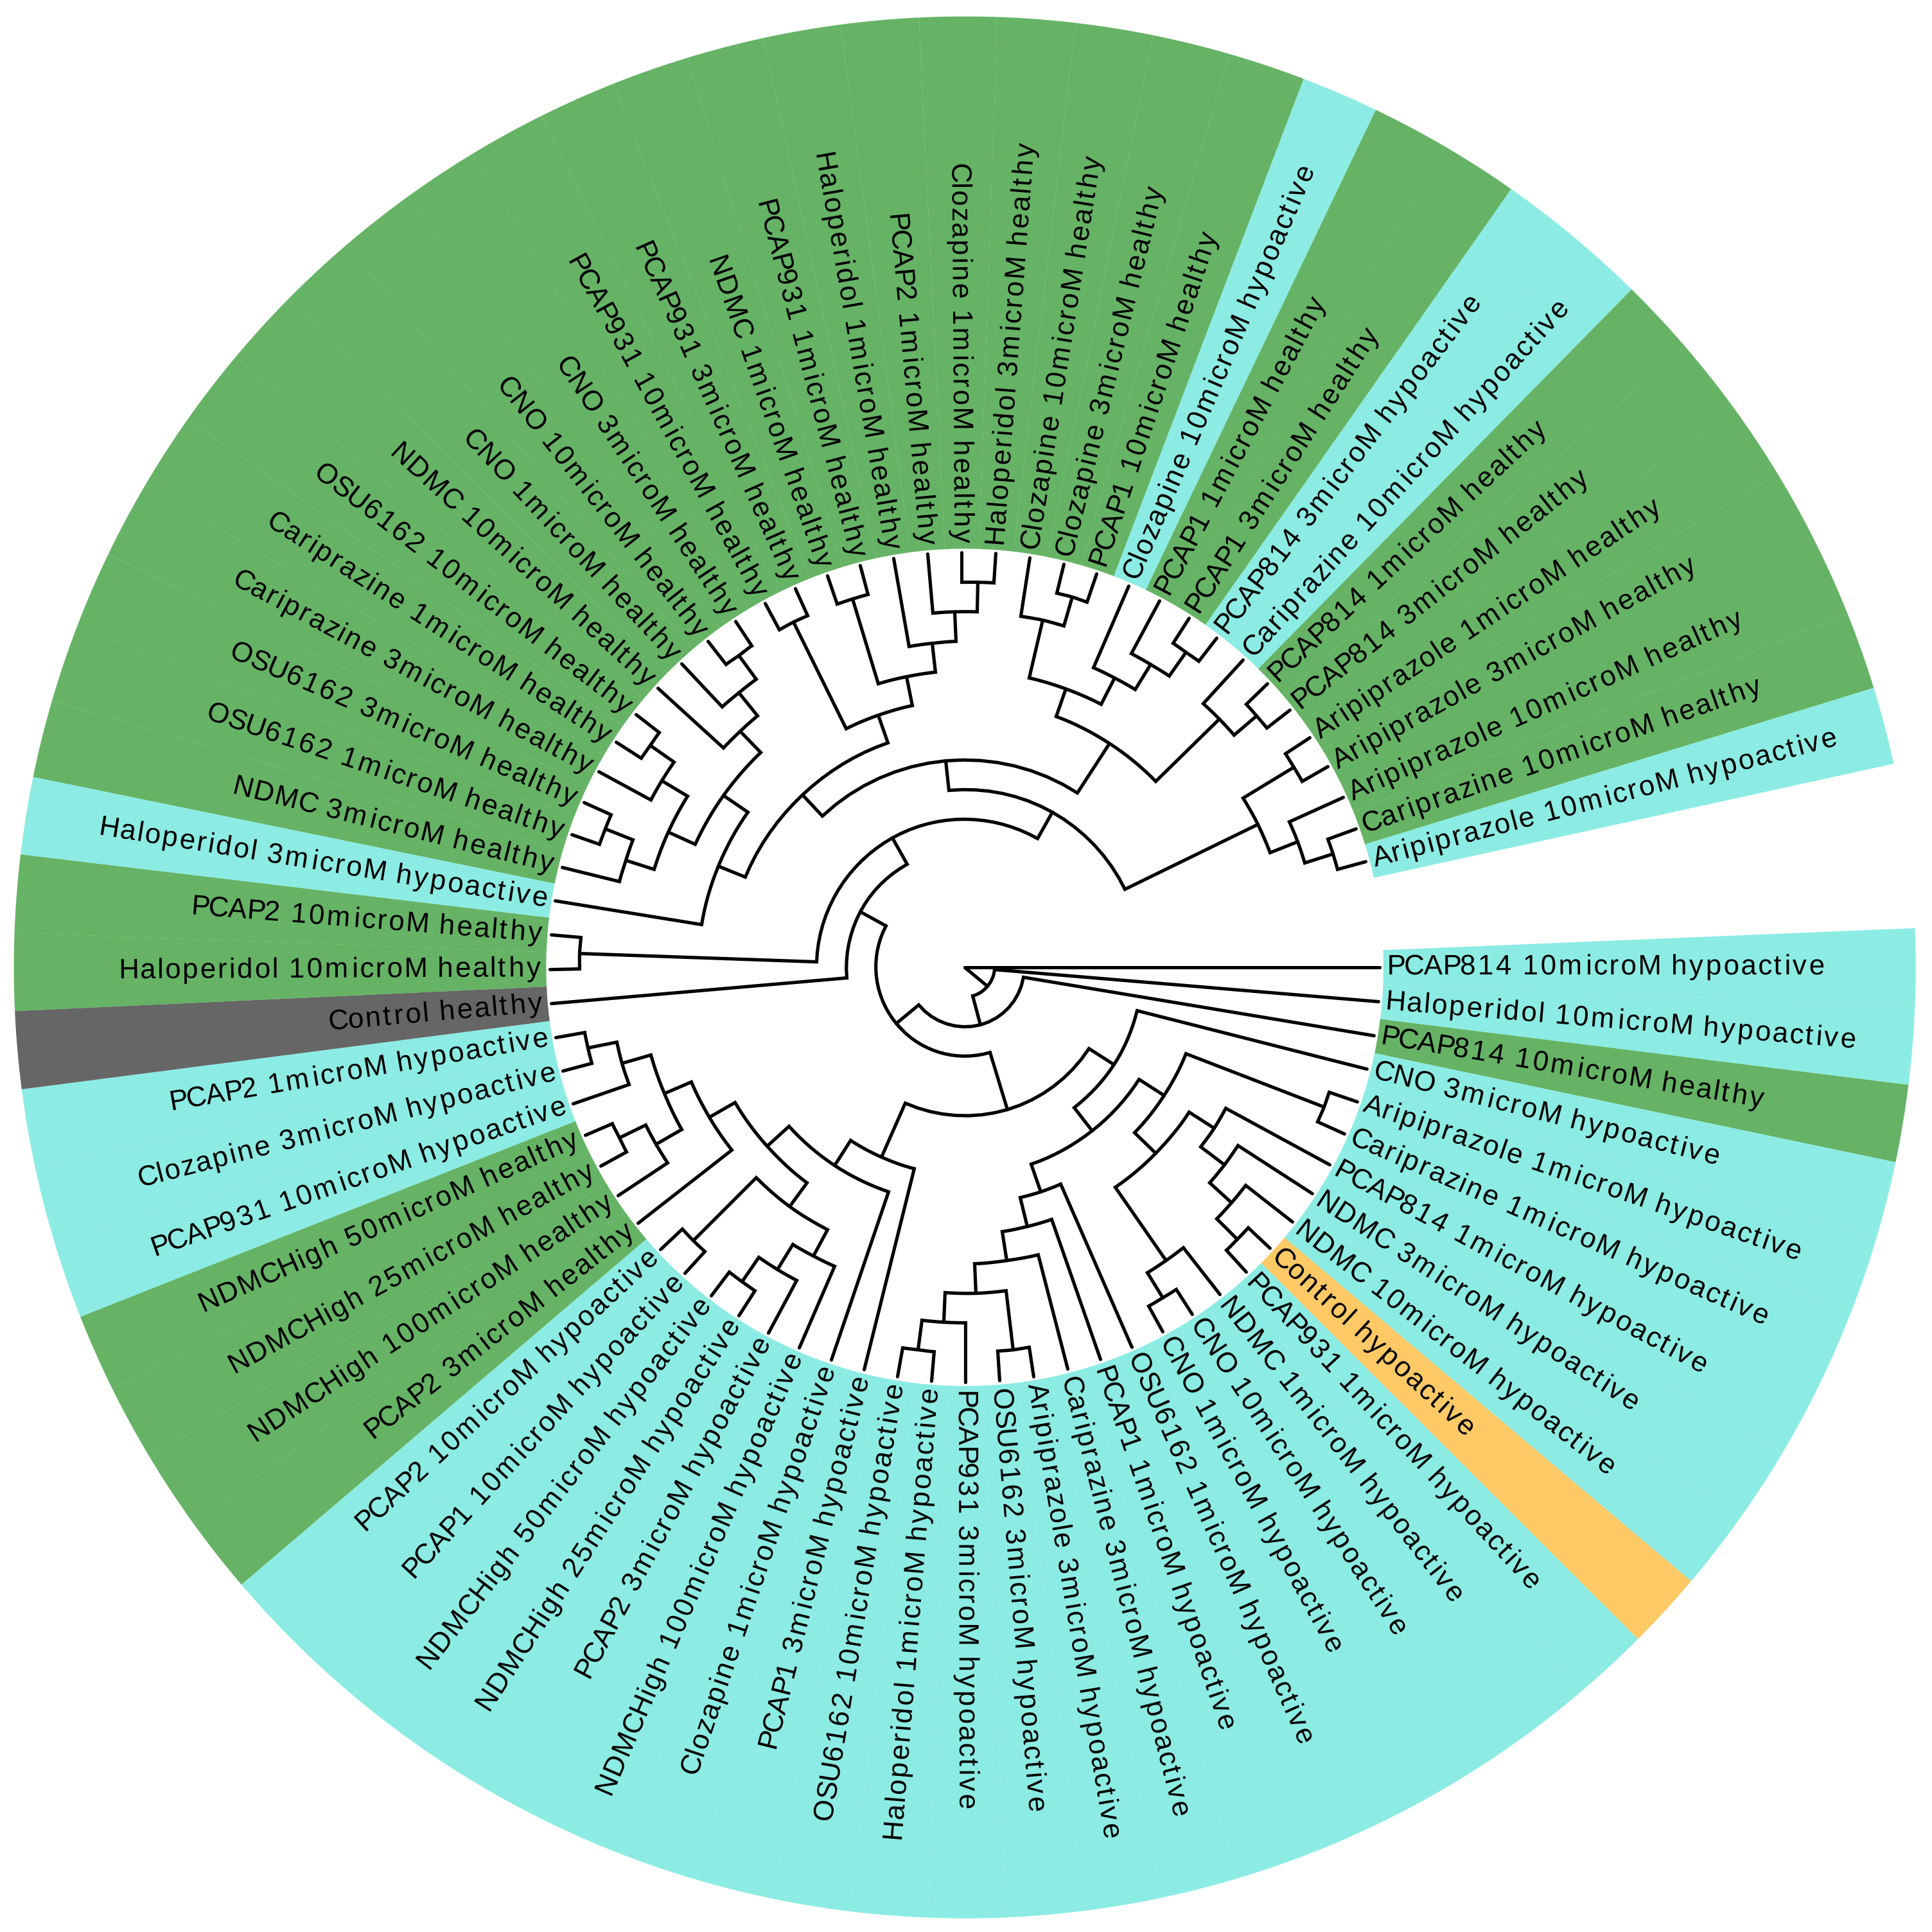 PCAP814 10microM hypoactive
Haloperidol 10microM hypoactive
PCAP814 10microM healthy
CNO 3microM hypoactive
Aripiprazole 1microM hypoactive
Cariprazine 1microM hypoactive
PCAP814 1microM hypoactive
NDMC 3microM hypoactive
NDMC 10microM hypoactive
Control hypoactive
PCAP931 1microM hypoactive
NDMC 1microM hypoactive
CNO 10microM hypoactive
CNO 1microM hypoactive
OSU6162 1microM hypoactive
PCAP1 1microM hypoactive
Cariprazine 3microM hypoactive
Aripiprazole 3microM hypoactive
OSU6162 3microM hypoactive
PCAP931 3microM hypoactive
Haloperidol 1microM hypoactive
OSU6162 10microM hypoactive
PCAP1 3microM hypoactive
Clozapine 1microM hypoactive
NDMCHigh 100microM hypoactive
PCAP2 3microM hypoactive
NDMCHigh 25microM hypoactive
NDMCHigh 50microM hypoactive
PCAP1 10microM hypoactive
PCAP2 10microM hypoactive
PCAP2 3microM healthy
NDMCHigh 100microM healthy
NDMCHigh 25microM healthy
NDMCHigh 50microM healthy
PCAP931 10microM hypoactive
Clozapine 3microM hypoactive
PCAP2 1microM hypoactive
Control healthy
Haloperidol 10microM healthy
PCAP2 10microM healthy
Haloperidol 3microM hypoactive
NDMC 3microM healthy
OSU6162 1microM healthy
OSU6162 3microM healthy
Cariprazine 3microM healthy
Cariprazine 1microM healthy
OSU6162 10microM healthy
NDMC 10microM healthy
CNO 1microM healthy
CNO 10microM healthy
CNO 3microM healthy
PCAP931 10microM healthy
PCAP931 3microM healthy
NDMC 1microM healthy
PCAP931 1microM healthy
Haloperidol 1microM healthy
PCAP2 1microM healthy
Clozapine 1microM healthy
Haloperidol 3microM healthy
Clozapine 10microM healthy
Clozapine 3microM healthy
PCAP1 10microM healthy
Clozapine 10microM hypoactive
PCAP1 1microM healthy
PCAP1 3microM healthy
PCAP814 3microM hypoactive
Cariprazine 10microM hypoactive
PCAP814 1microM healthy
PCAP814 3microM healthy
Aripiprazole 1microM healthy
Aripiprazole 3microM healthy
Aripiprazole 10microM healthy
Cariprazine 10microM healthy
Aripiprazole 10microM hypoactive